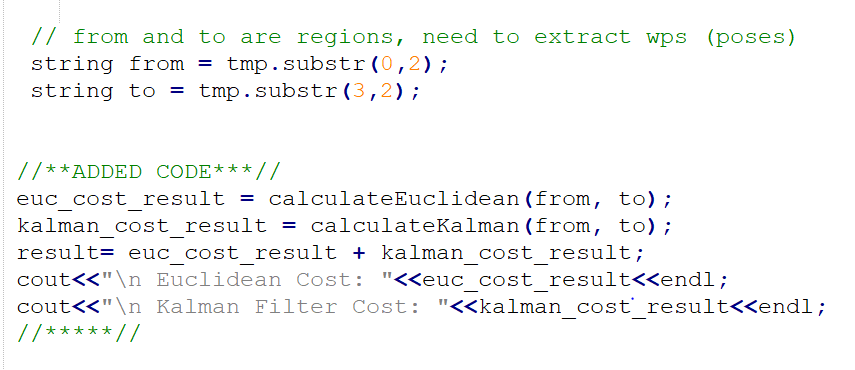 // from and to are regions, need to extract wps (poses)
string from = tmp.substr(0,2);
string to = tmp.substr(3,2);
//**ADDED CODE***//
euc_cost_result = calculateEuclidean(from, to);
kalman_cost_result = calculateKalman(from, to);
result= euc_cost_result + kalman_cost_result;
cout<<"\n Euclidean Cost: "<<euc_cost_result<<endl;
cout<<"\n Kalman Filter Cost: "<<kalman_cost_result<<endl;
//*****//